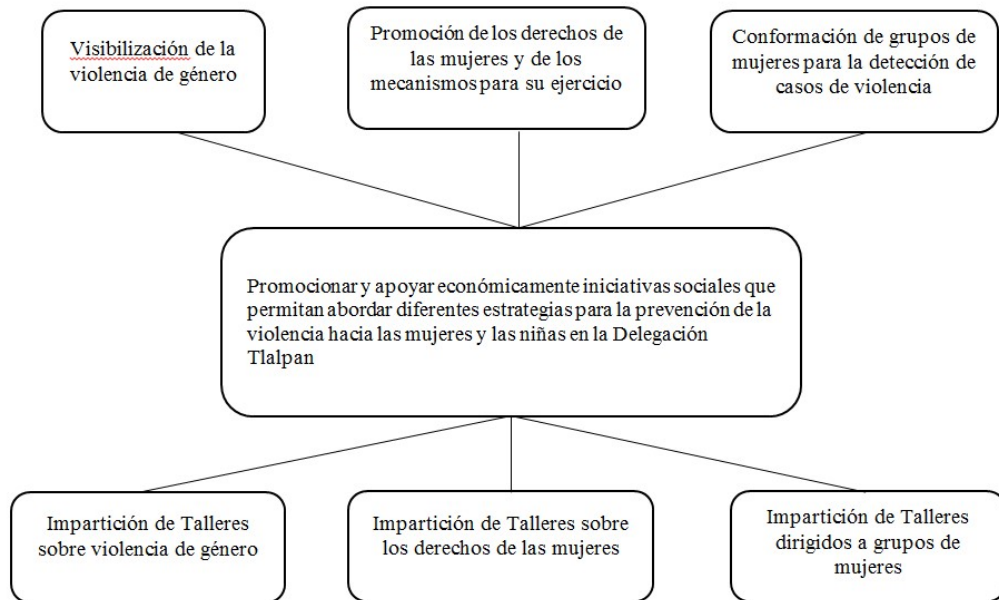 Visibilización de la
violencia de género
Promoción de los derechos de
las mujeres y de los
mecanismos para su ejercicio
Conformación de grupos de
mujeres para la detección de
casos de violencia
Promocionar y apoyar económicamente iniciativas sociales que
permitan abordar diferentes estrategias para la prevención de la
violencia hacia las mujeres y las niñas en la Delegación
Tlalpan
Impartición de Talleres
sobre violencia de género
Impartición de Talleres sobre
los derechos de las mujeres
Impartición de Talleres
dirigidos a grupos de
mujeres